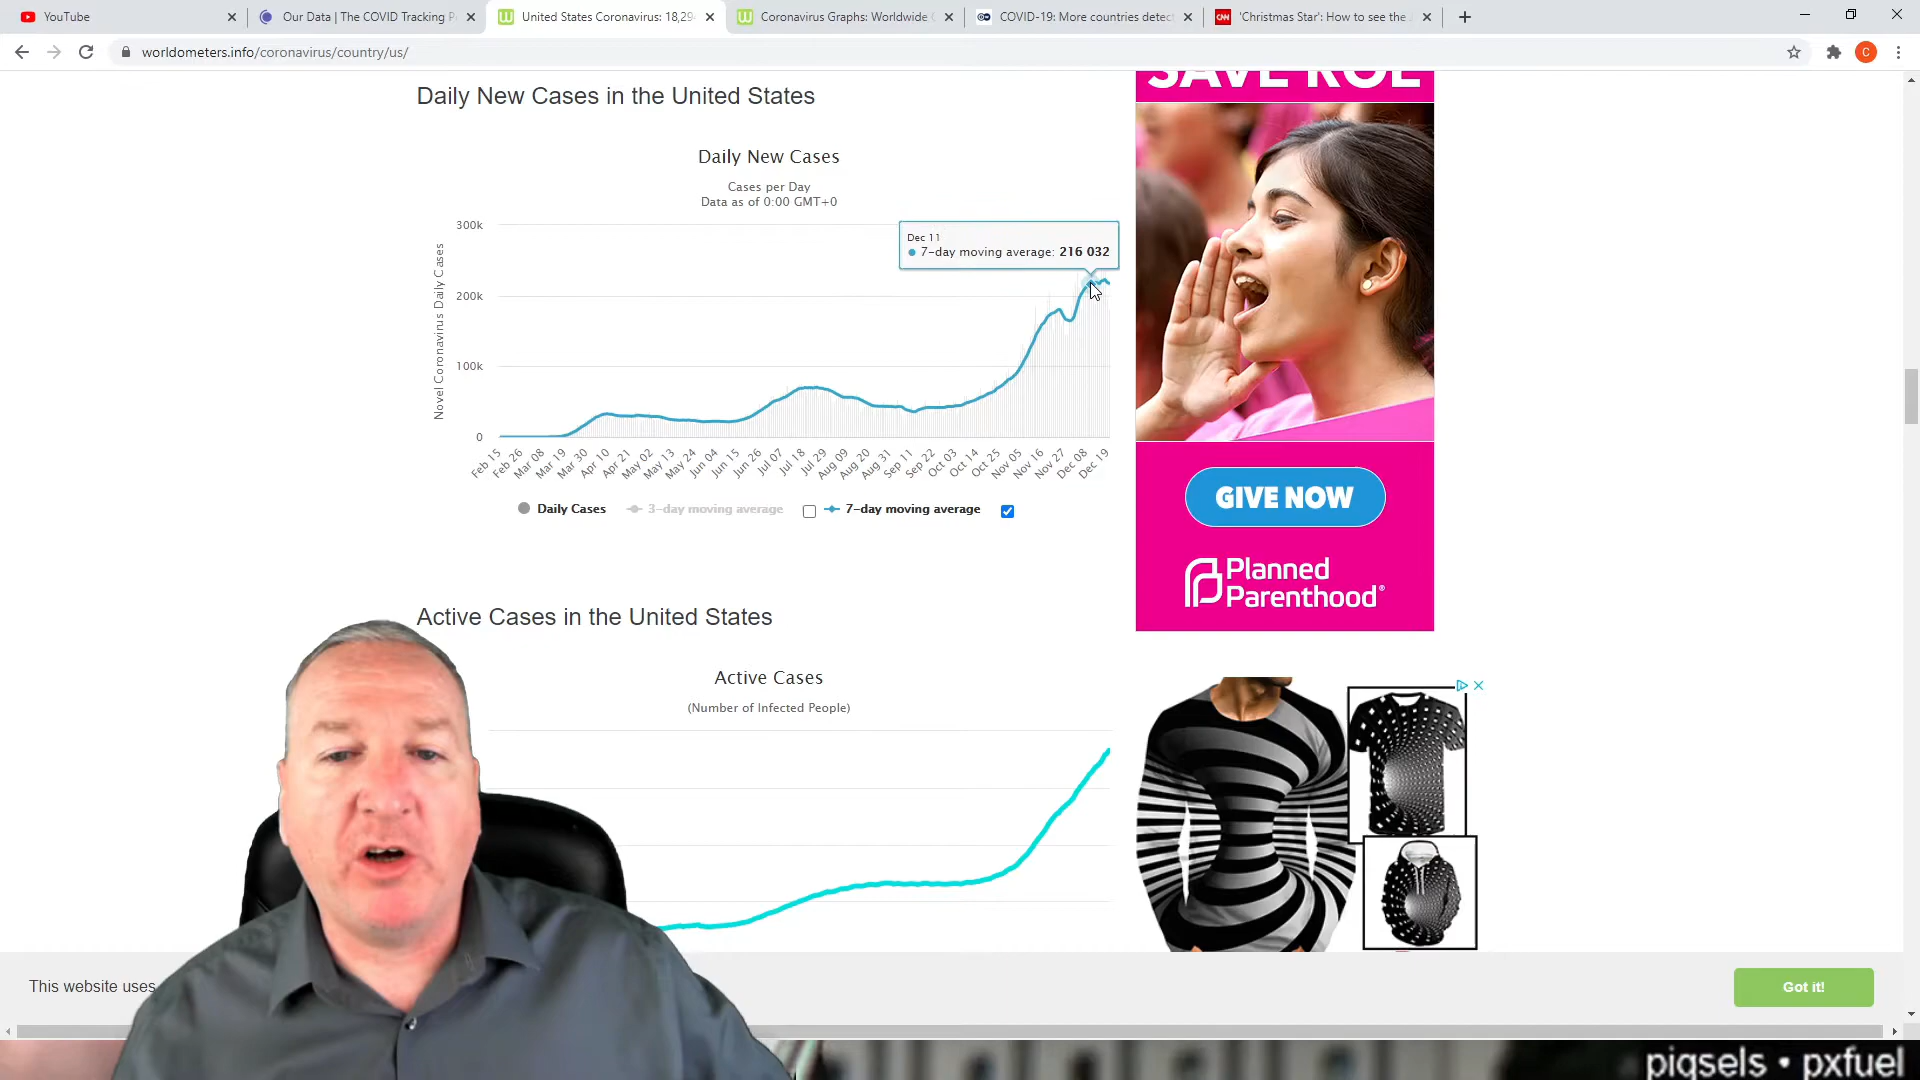 YouTube
Our Data | The COVID Tracking P
United States Coronavirus: 18,29
Coronavirus Graphs: Worldwide C
COVID-19: More countries detect
'Christmas Star': How to see the J
worldometers.info/coronavirus/country/us/
C
Daily New Cases in the United States
Daily New Cases
Cases per Day
Data as of 0:00 GMT+0
Novel Coronavirus Daily Cases
300k
200k
100k
0
Dec 11
7-day moving average: 216 032
Feb 15
Feb 26
Mar 08
Mar 19
Mar 30
Apr 10
Apr 21
May 02
May 13
May 24
Jun 04
Jun 15
Jun 26
Jul 07
Jul 18
Jul 29
Aug 09
Aug 20
Aug 31
Sep 11
Sep 22
Oct 03
Oct 14
Oct 25
Nov 05
Nov 16
Nov 27
Dec 08
Dec 19
Daily Cases
3-day moving average
7-day moving average
SAVE ROE
GIVE NOW
Planned
Parenthood®
Active Cases in the United States
Active Cases
(Number of Infected People)
This website uses
Got it!
piqsels • pxfuel